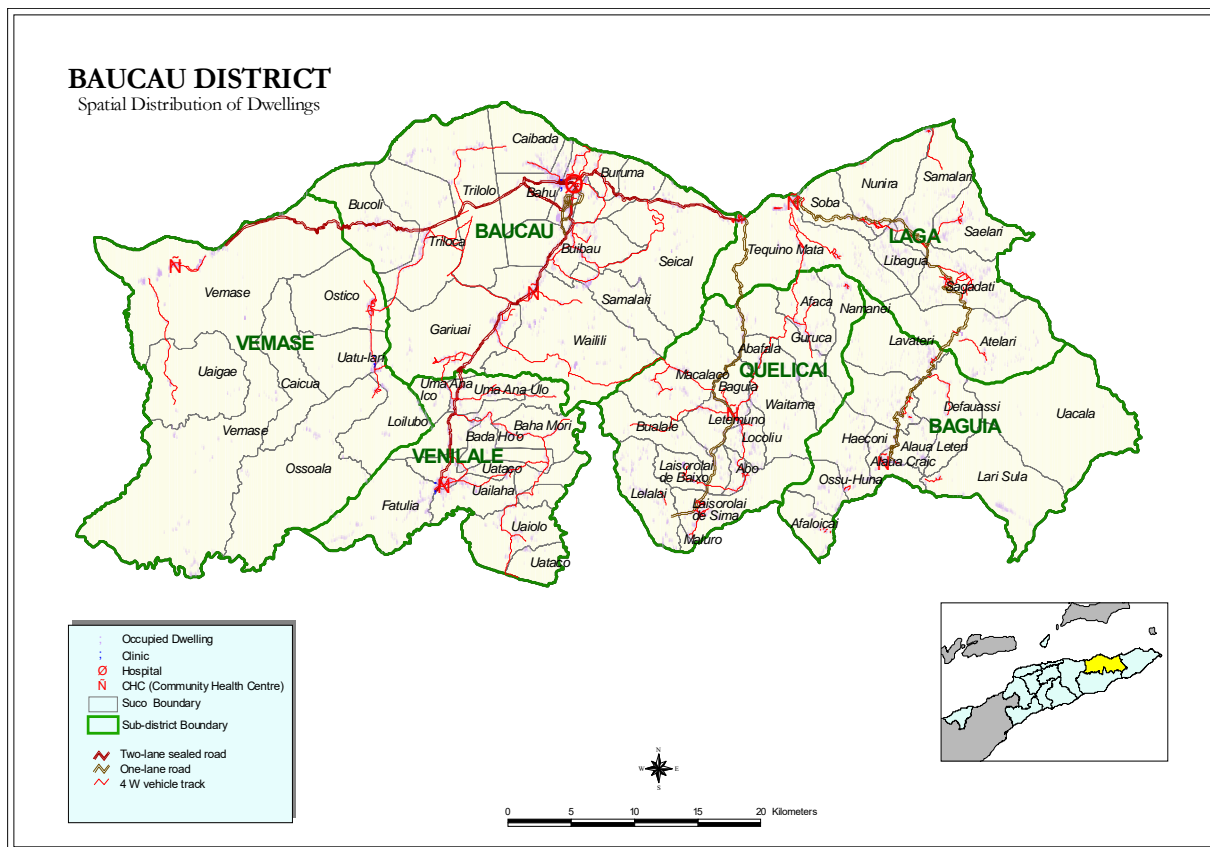 BAUCAU DISTRICT
Spatial Distribution of Dwellings
Caibada
Buruma
Bahu
Trilolo
Bucoli
BAUCAU
Triloca
Buibau
Seical
Samalari
Gariuai
Wailili
Nunira
Samalari
Soba
LAGA
Saelari
Tequino Mata
Libagua
Sagadati
Atelari
Vemase
Ostico
VEMASE
Uatu-lari
Uaigae
Caicua
Vemase
Loilubo
Ossoala
Uma Ana
Ico
Uma Ana Ulo
Baha Mori
Bada Ho'o
VENILALE
Uataco
Uailaha
Fatulia
Uaiolo
Uataco
Afaca
Namanei
Guruca
Abafala
QUELICAI
Macalaco
Baguia
Waitame
Letemuno
Bualale
Locoliu
Laisorolai
de Baixo
Abo
Lelalai
Laisorolai
de Sima
Maluro
Lavateri
Defauassi
BAGUIA
Uacala
Haeconi
Alaua Leteri
Alaua Craic
Ossu-Huna
Lari Sula
Afaloicai
Ñ
Ñ
Ñ
Ñ
Ñ
Ñ
Occupied Dwelling
Clinic
Ø Hospital
Ñ CHC (Community Health Centre)
Suco Boundary
Sub-district Boundary
Two-lane sealed road
One-lane road
4 W vehicle track
N
W E
S
0 5 10 15 20 Kilometers